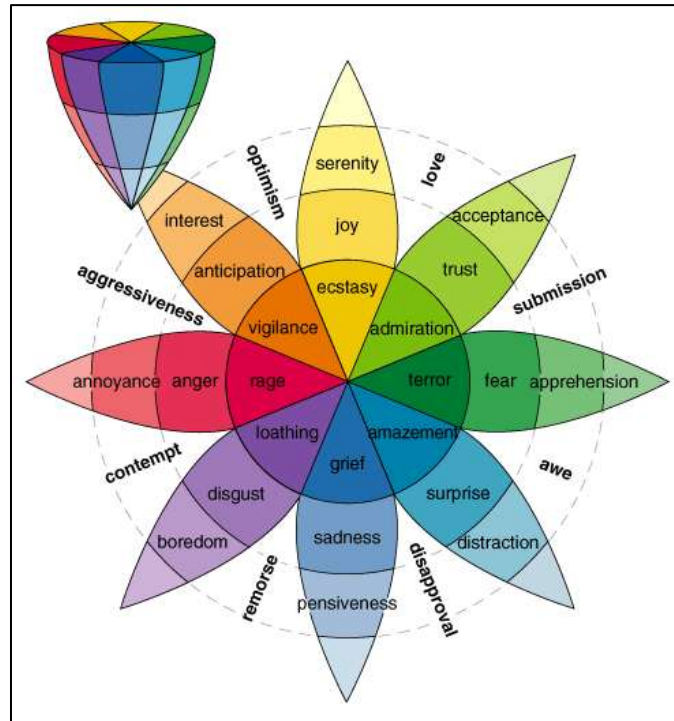 optimism
love
serenity
interest
acceptance
joy
anticipation
trust
aggressiveness
submission
ecstasy
vigilance
admiration
annoyance
anger
rage
terror
fear
apprehension
loathing
amazement
contempt
grief
awe
disgust
surprise
boredom
sadness
distraction
remorse
pensiveness
disapproval